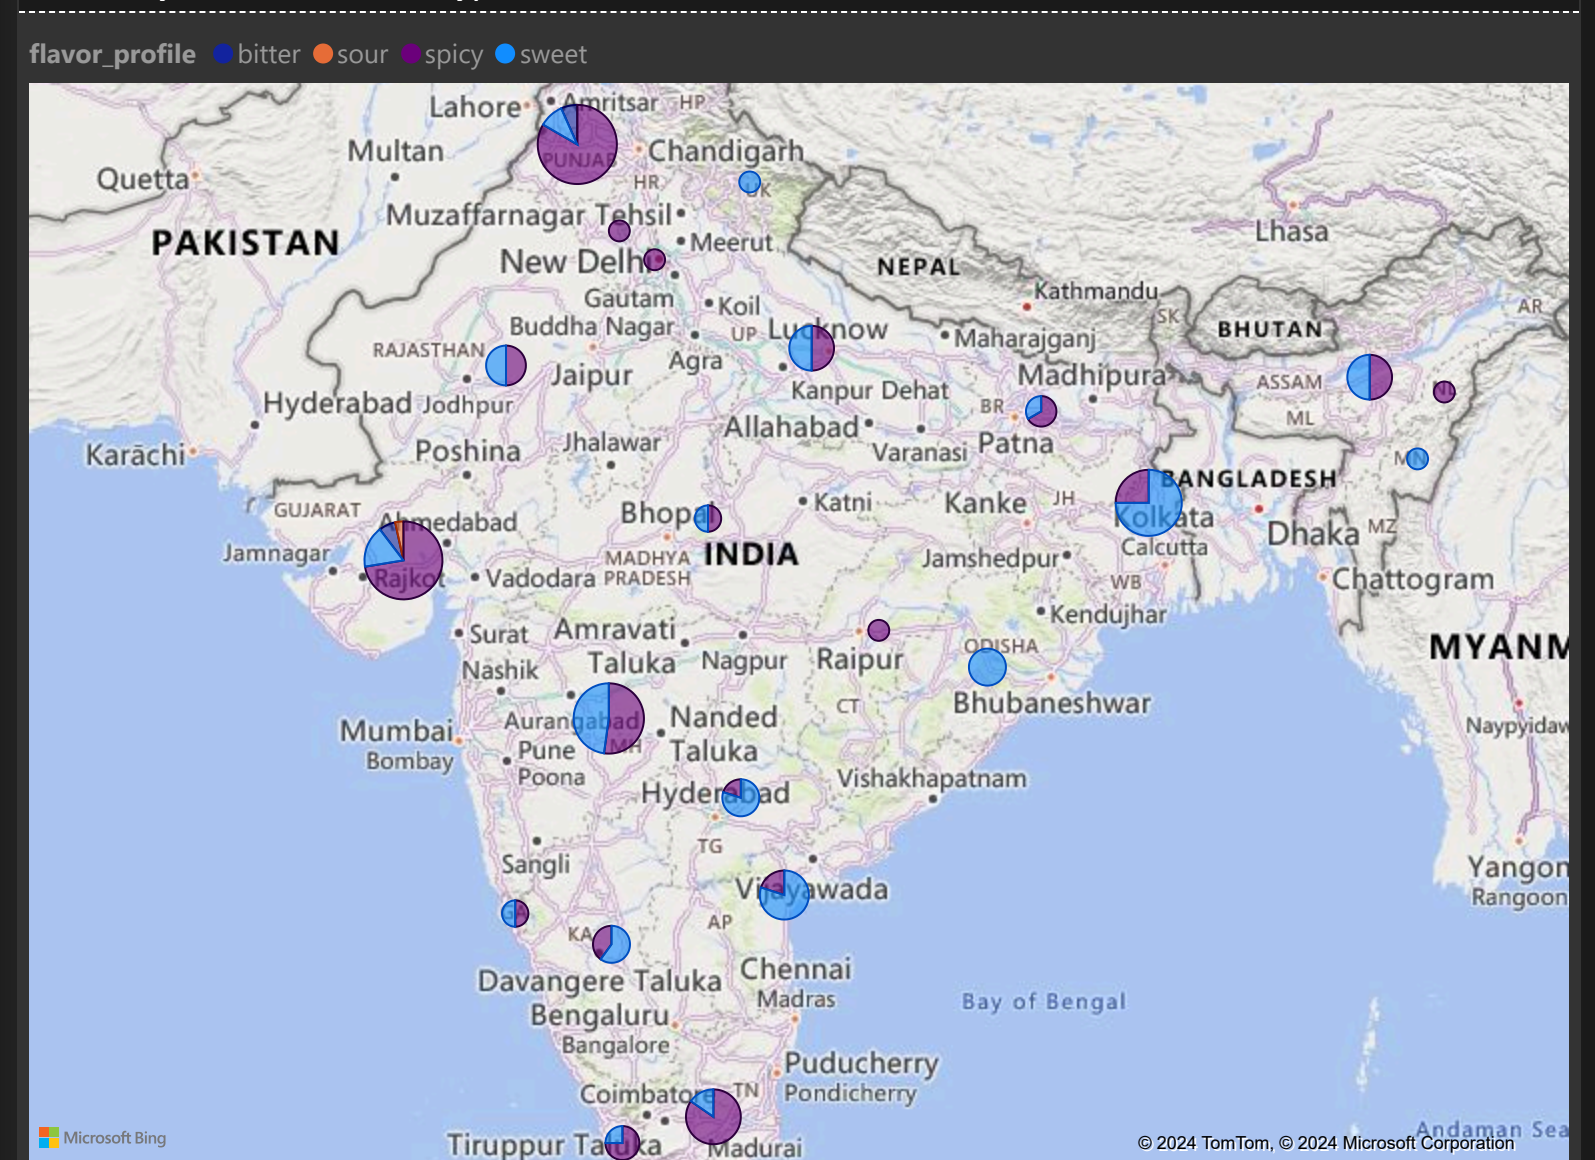 flavor_profile bitter sour spicy sweet
Lahore Amritsar HP
Multan PUNJAB Chandigarh
Quetta HR UK
Muzaffarnagar Tehsil
PAKISTAN Meerut Lhasa
New Delhi NEPAL
Gautam Koil Kathmandu AR
Buddha Nagar UP Lucknow Maharajganj SK BHUTAN
RAJASTHAN Agra
Jaipur Kanpur Dehat Madhipura ASSAM NL
Hyderabad Jodhpur BR ML
Allahabad
Karāchi Poshina Jhalawar Varanasi Patna MN
BANGLADESH
GUJARAT Bhopal Katni Kanke JH
Ahmedabad Kolkata Dhaka MZ
Jamnagar MADHYA INDIA Jamshedpur Calcutta
Rajkot Vadodara PRADESH WB Chattogram
Surat Amravati Kendujhar
Nashik Taluka Nagpur Raipur ODISHA MYANM
Aurangabad Nanded CT Bhubaneshwar
Mumbai MH Taluka Naypyidaw
Bombay Pune
Poona Vishakhapatnam
Hyderabad
TG
Sangli Yangon
Vijayawada Rangoon
GA KA AP
Davangere Taluka Chennai
Madras Bay of Bengal
Bengaluru
Bangalore
Puducherry
Coimbatore TN Pondicherry
Microsoft Bing Tiruppur Taluka Madurai Andaman Sea
© 2024 TomTom, © 2024 Microsoft Corporation